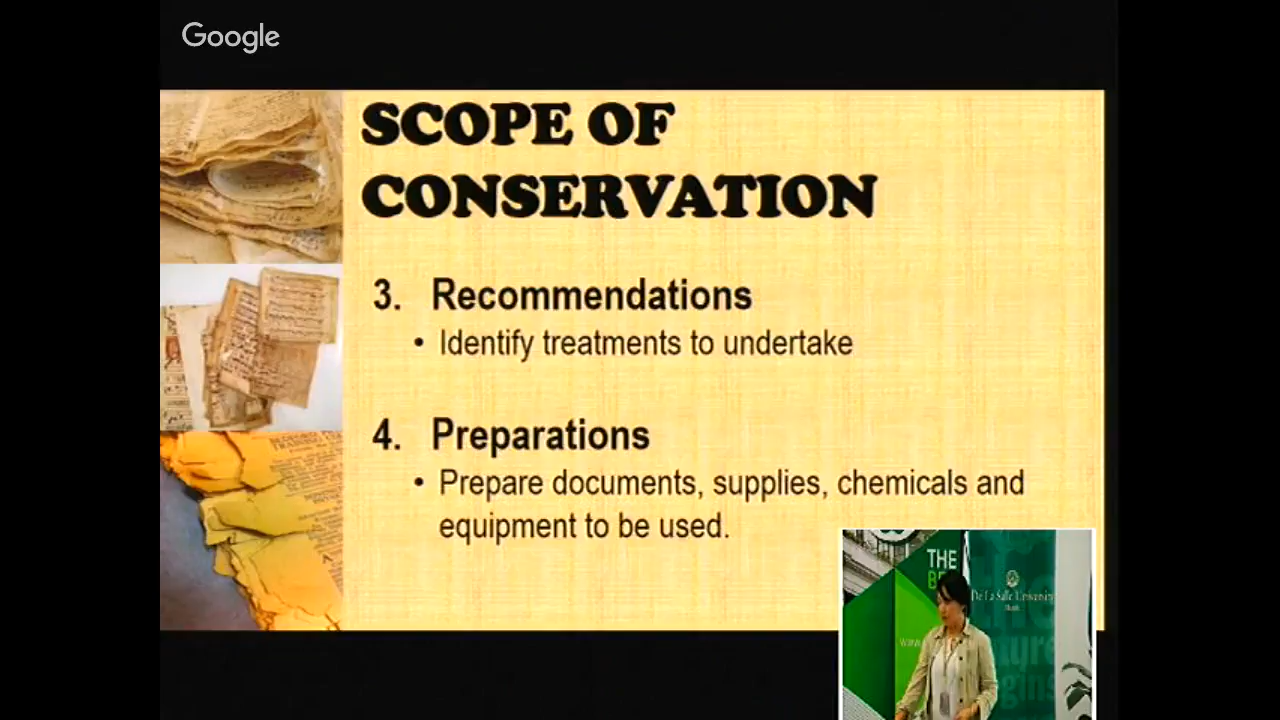 Google
SCOPE OF
CONSERVATION
3. Recommendations
• Identify treatments to undertake
4. Preparations
• Prepare documents, supplies, chemicals and
equipment to be used.
THE
De La Salle University